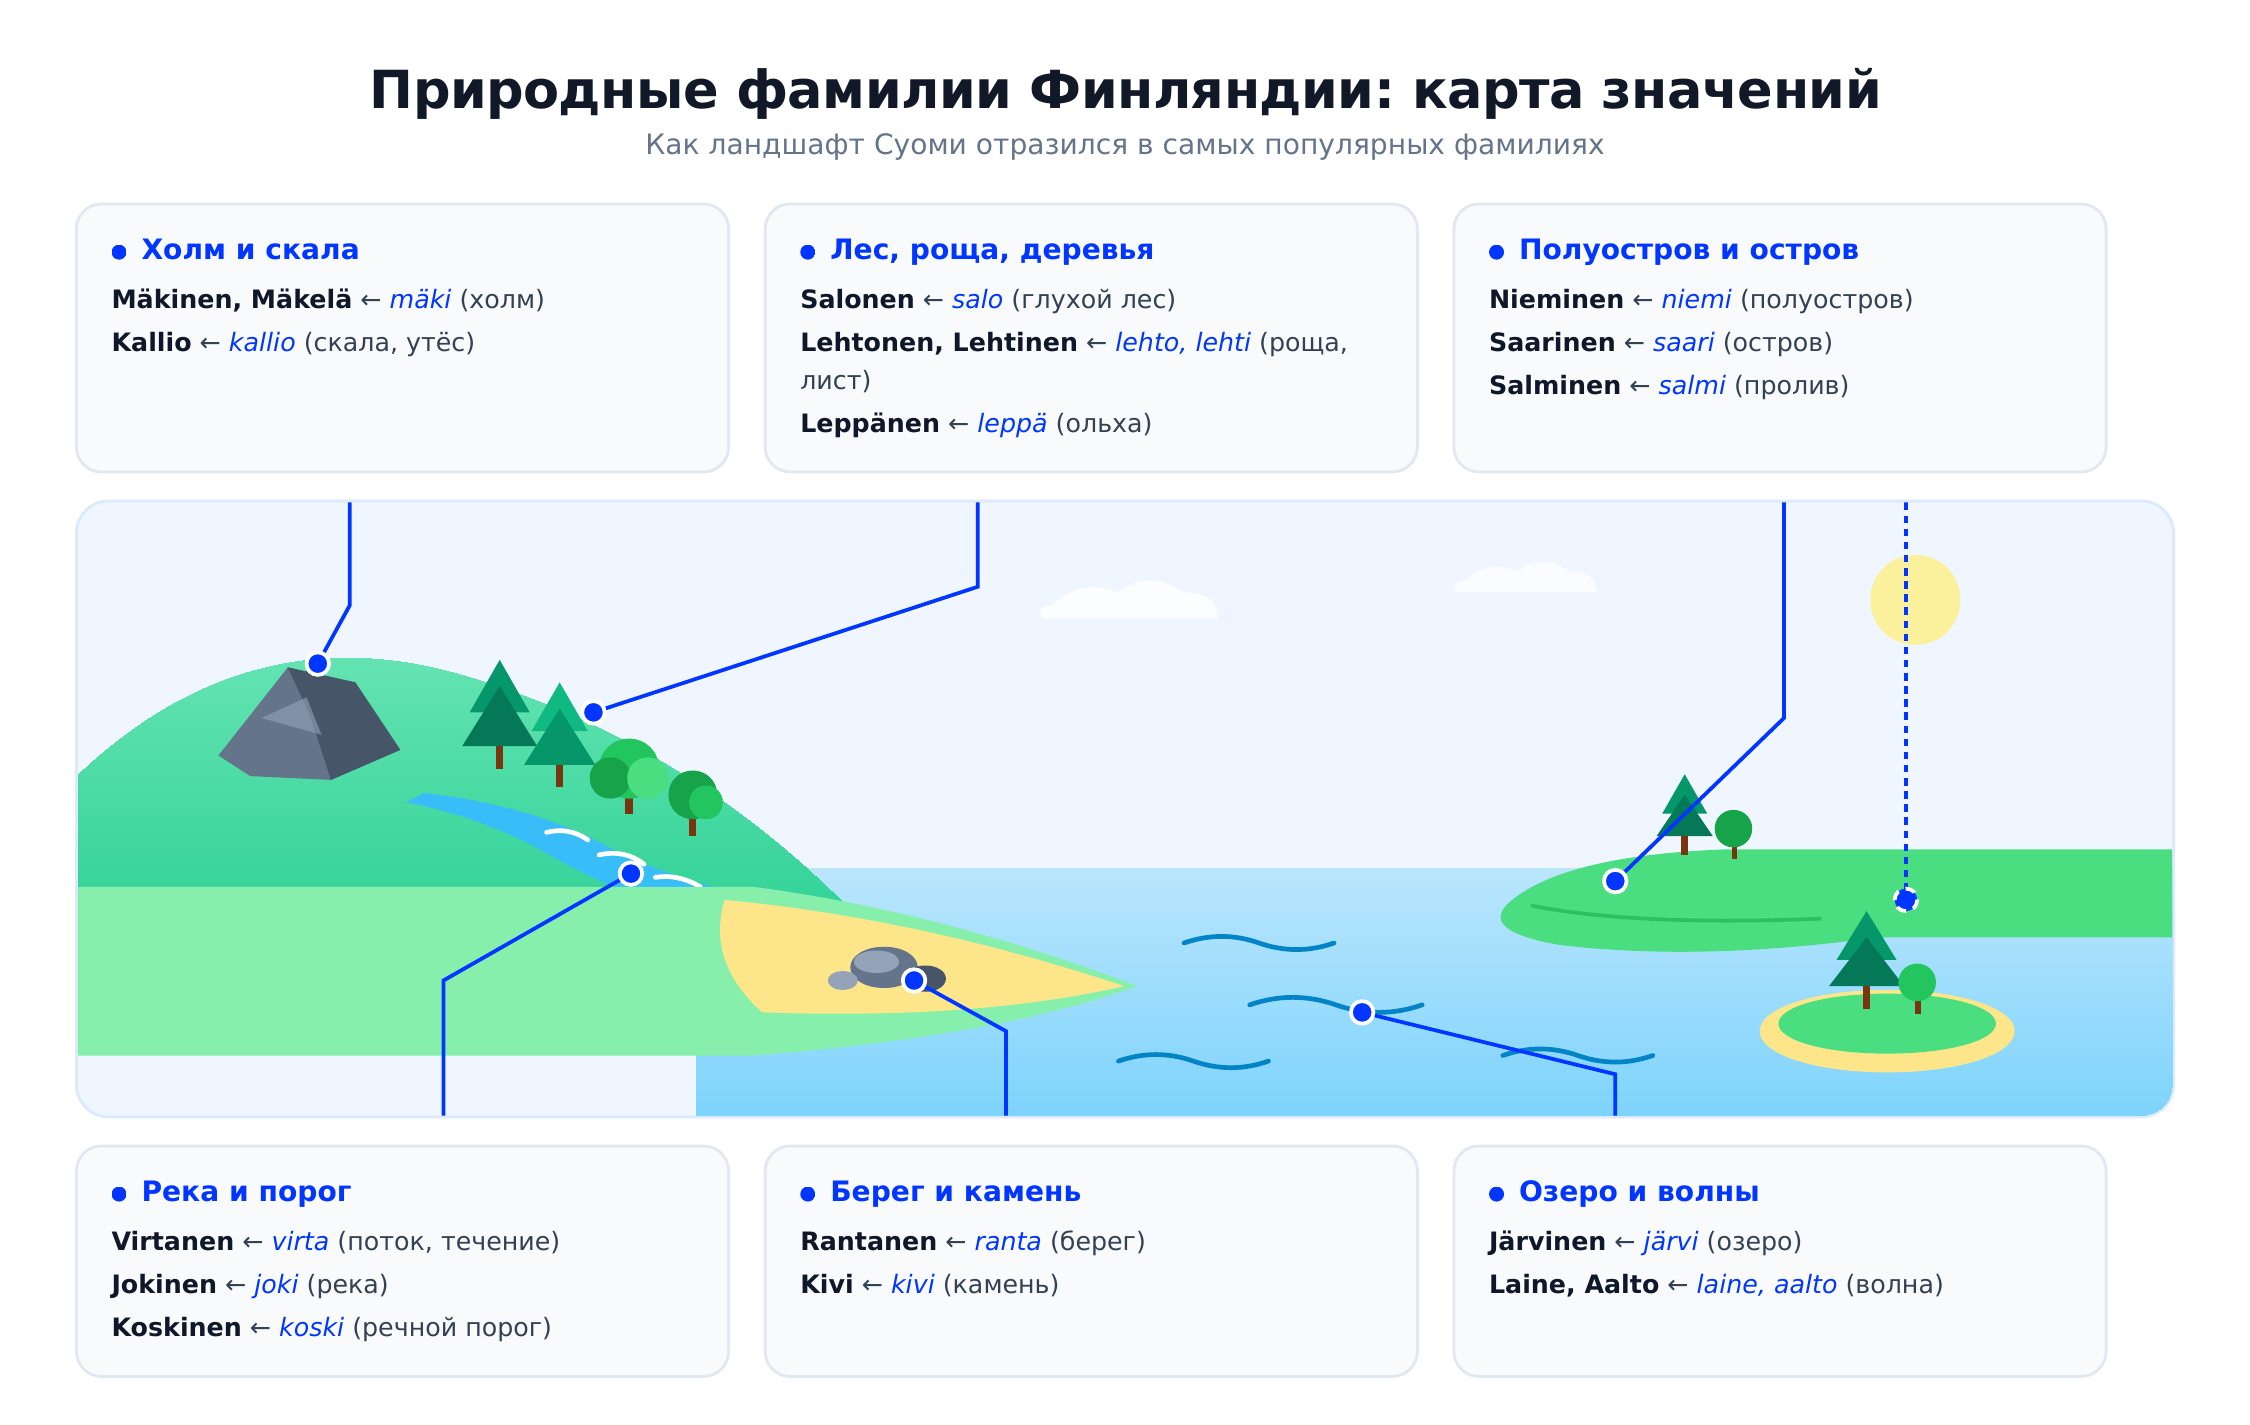 Природные фамилии Финляндии: карта значений
Как ландшафт Суоми отразился в самых популярных фамилиях
Холм и скала
Mäkinen, Mäkelä ← mäki (холм)
Kallio ← kallio (скала, утёс)
Лес, роща, деревья
Salonen ← salo (глухой лес)
Lehtonen, Lehtinen ← lehto, lehti (роща,
лист)
Leppänen ← leppä (ольха)
Полуостров и остров
Nieminen ← niemi (полуостров)
Saarinen ← saari (остров)
Salminen ← salmi (пролив)
Река и порог
Virtanen ← virta (поток, течение)
Jokinen ← joki (река)
Koskinen ← koski (речной порог)
Берег и камень
Rantanen ← ranta (берег)
Kivi ← kivi (камень)
Озеро и волны
Järvinen ← järvi (озеро)
Laine, Aalto ← laine, aalto (волна)